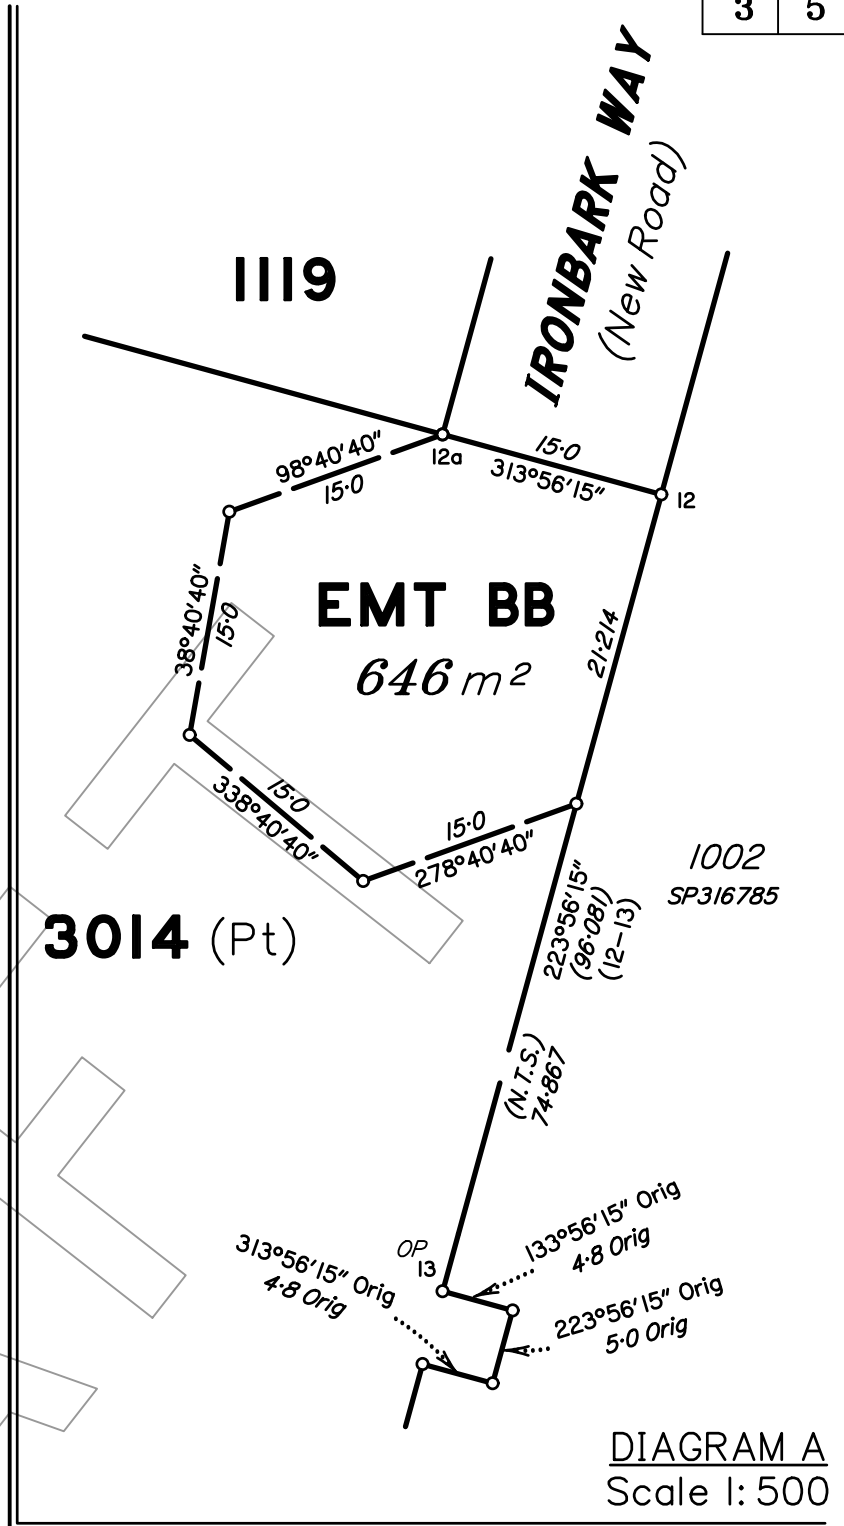 3 5
IRONBARK WAY
(New Road)
1119
98°40'40"
15·0
12a
15·0
313°56'15"
12
38°40'40"
15·0
EMT BB
646 m²
21·214
15·0
338°40'40"
15·0
278°40'40"
1002
SP316785
223°56'15"
(96·081)
(12–13)
3014 (Pt)
(N.T.S.)
74·867
OP
13
133°56'15" Orig
4·8 Orig
313°56'15" Orig
4·8 Orig
223°56'15" Orig
5·0 Orig
DIAGRAM A
Scale 1:500